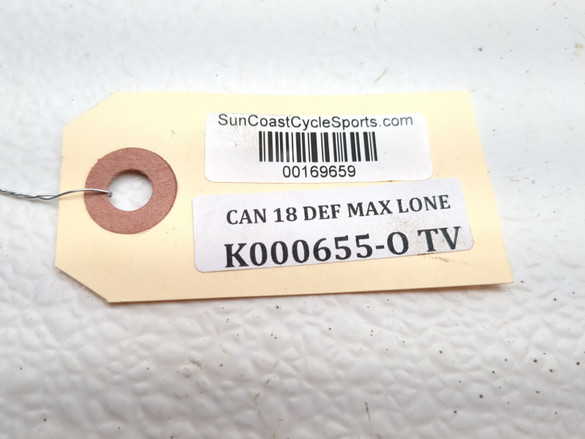 SunCoastCycleSports.com
00169659
CAN 18 DEF MAX LONE
K000655-O TV